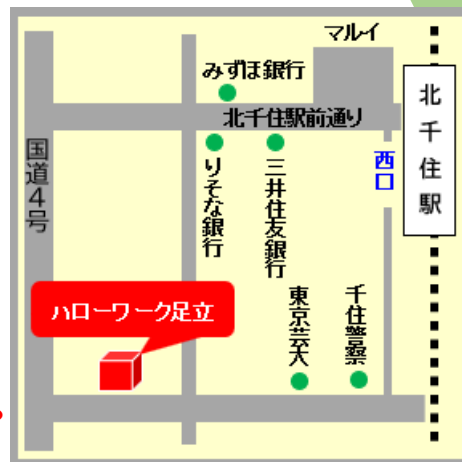 マルイ
みずほ銀行
北千住駅前通り
北千住駅
国道4号
西口
りそな銀行
三井住友銀行
ハローワーク足立
東京芸大
千住警察